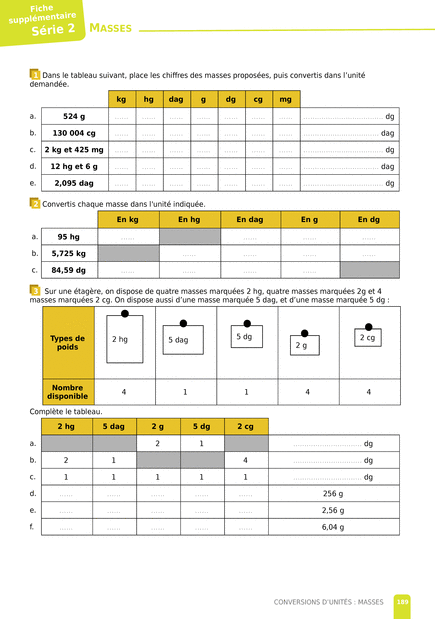 Fiche
supplémentaire
Série 2
MASSES
1 Dans le tableau suivant, place les chiffres des masses proposées, puis convertis dans l'unité
demandée.
kg hg dag g dg cg mg
a. 524 g ...... ...... ...... ...... ...... ...... ...... .................................... dg
b. 130 004 cg ...... ...... ...... ...... ...... ...... ...... .................................... dag
c. 2 kg et 425 mg ...... ...... ...... ...... ...... ...... ...... .................................... dg
d. 12 hg et 6 g ...... ...... ...... ...... ...... ...... ...... .................................... dag
e. 2,095 dag ...... ...... ...... ...... ...... ...... ...... .................................... dg
2 Convertis chaque masse dans l'unité indiquée.
En kg En hg En dag En g En dg
a. 95 hg ...... ...... ...... ......
b. 5,725 kg ...... ...... ...... ......
c. 84,59 dg ...... ...... ...... ......
3 Sur une étagère, on dispose de quatre masses marquées 2 hg, quatre masses marquées 2g et 4
masses marquées 2 cg. On dispose aussi d'une masse marquée 5 dag, et d'une masse marquée 5 dg :
Types de
poids
2 hg 5 dag 5 dg 2 g 2 cg
Nombre
disponible
4 1 1 4 4
Complète le tableau.
2 hg 5 dag 2 g 5 dg 2 cg
a. 2 1 .............................. dg
b. 2 1 4 .............................. dg
c. 1 1 1 1 1 .............................. dg
d. ...... ...... ...... ...... ...... 256 g
e. ...... ...... ...... ...... ...... 2,56 g
f. ...... ...... ...... ...... ...... 6,04 g
CONVERSIONS D'UNITÉS : MASSES 189